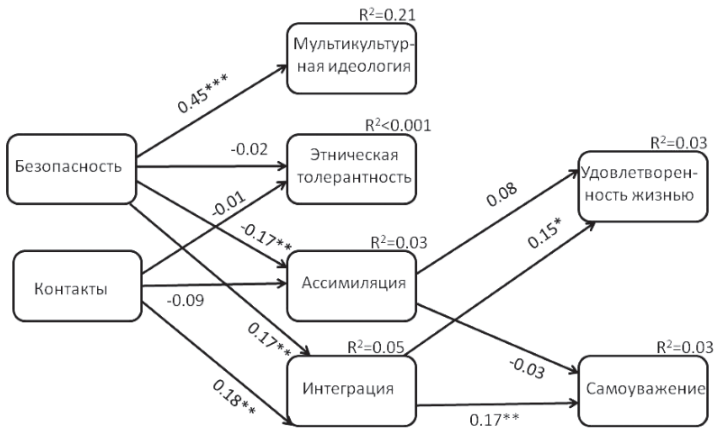 R²=0.21
Мультикультур-
ная идеология
0.45***
R²<0.001
Этническая
толерантность
-0.02
Безопасность
R²=0.03
Удовлетворен-
ность жизнью
-0.01
0.08
-0.17**
0.15*
R²=0.03
Ассимиляция
Контакты
-0.09
0.17**
R²=0.05
Интеграция
0.18**
-0.03
R²=0.03
Самоуважение
0.17**